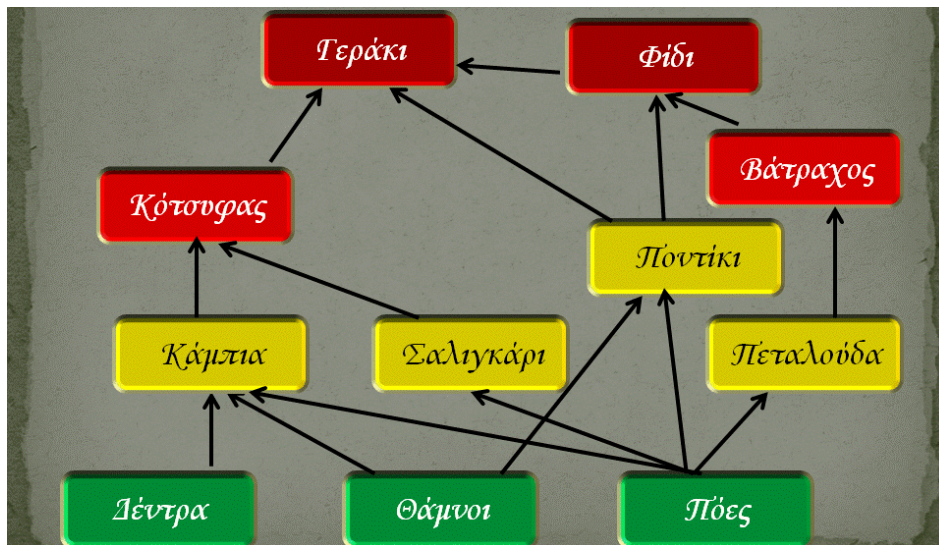 Γεράκι
Φίδι
Βάτραχος
Κότσυφας
Ποντίκι
Κάμπια
Σαλιγκάρι
Πεταλούδα
Δέντρα
Θάμνοι
Πόες